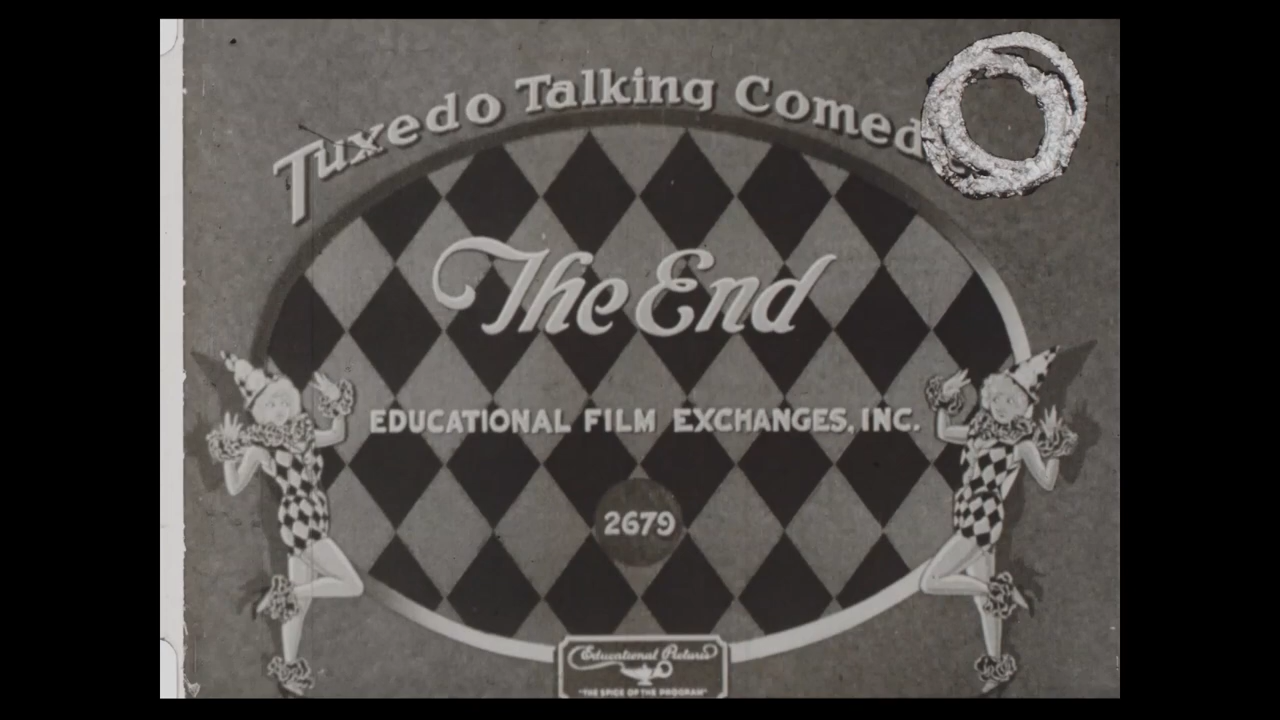 Tuxedo Talking Comed
The End
EDUCATIONAL FILM EXCHANGES, INC.
2679
Educational Pictures
"THE SPICE OF THE PROGRAM"